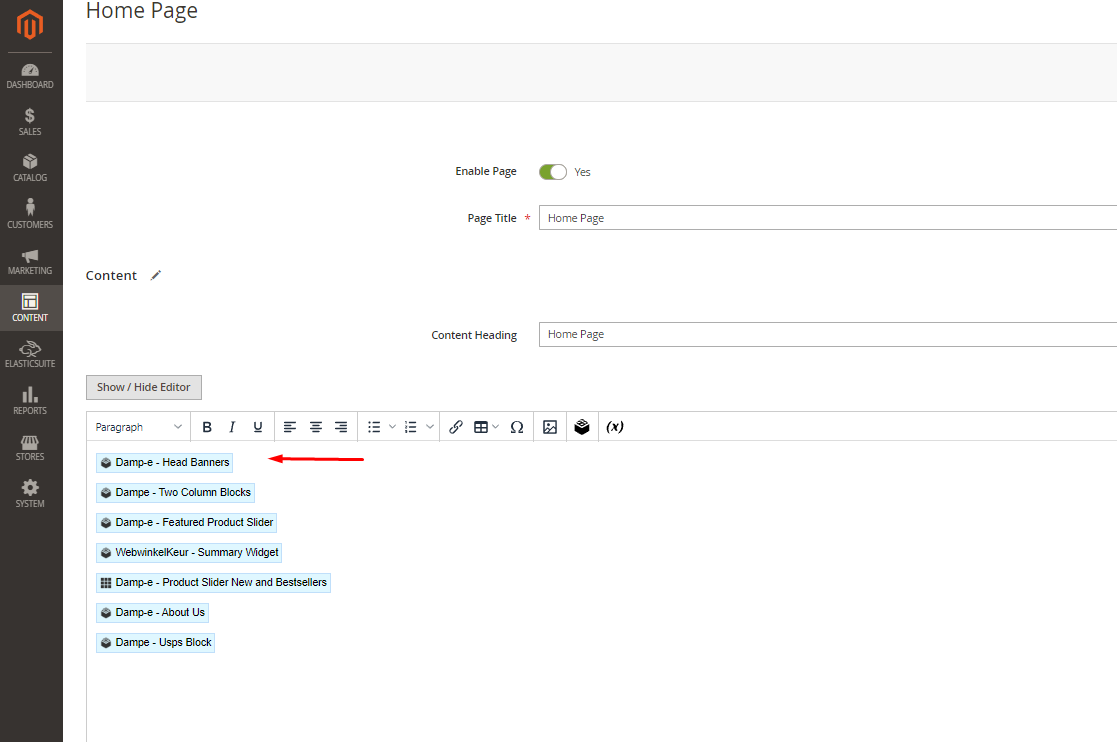 Home Page
DASHBOARD
SALES
CATALOG
CUSTOMERS
MARKETING
CONTENT
ELASTICSUITE
REPORTS
STORES
SYSTEM
Enable Page Yes
Page Title * Home Page
Content
Content Heading Home Page
Show / Hide Editor
Paragraph B I U Ω (x)
Damp-e - Head Banners
Dampe - Two Column Blocks
Damp-e - Featured Product Slider
WebwinkelKeur - Summary Widget
Damp-e - Product Slider New and Bestsellers
Damp-e - About Us
Dampe - Usps Block